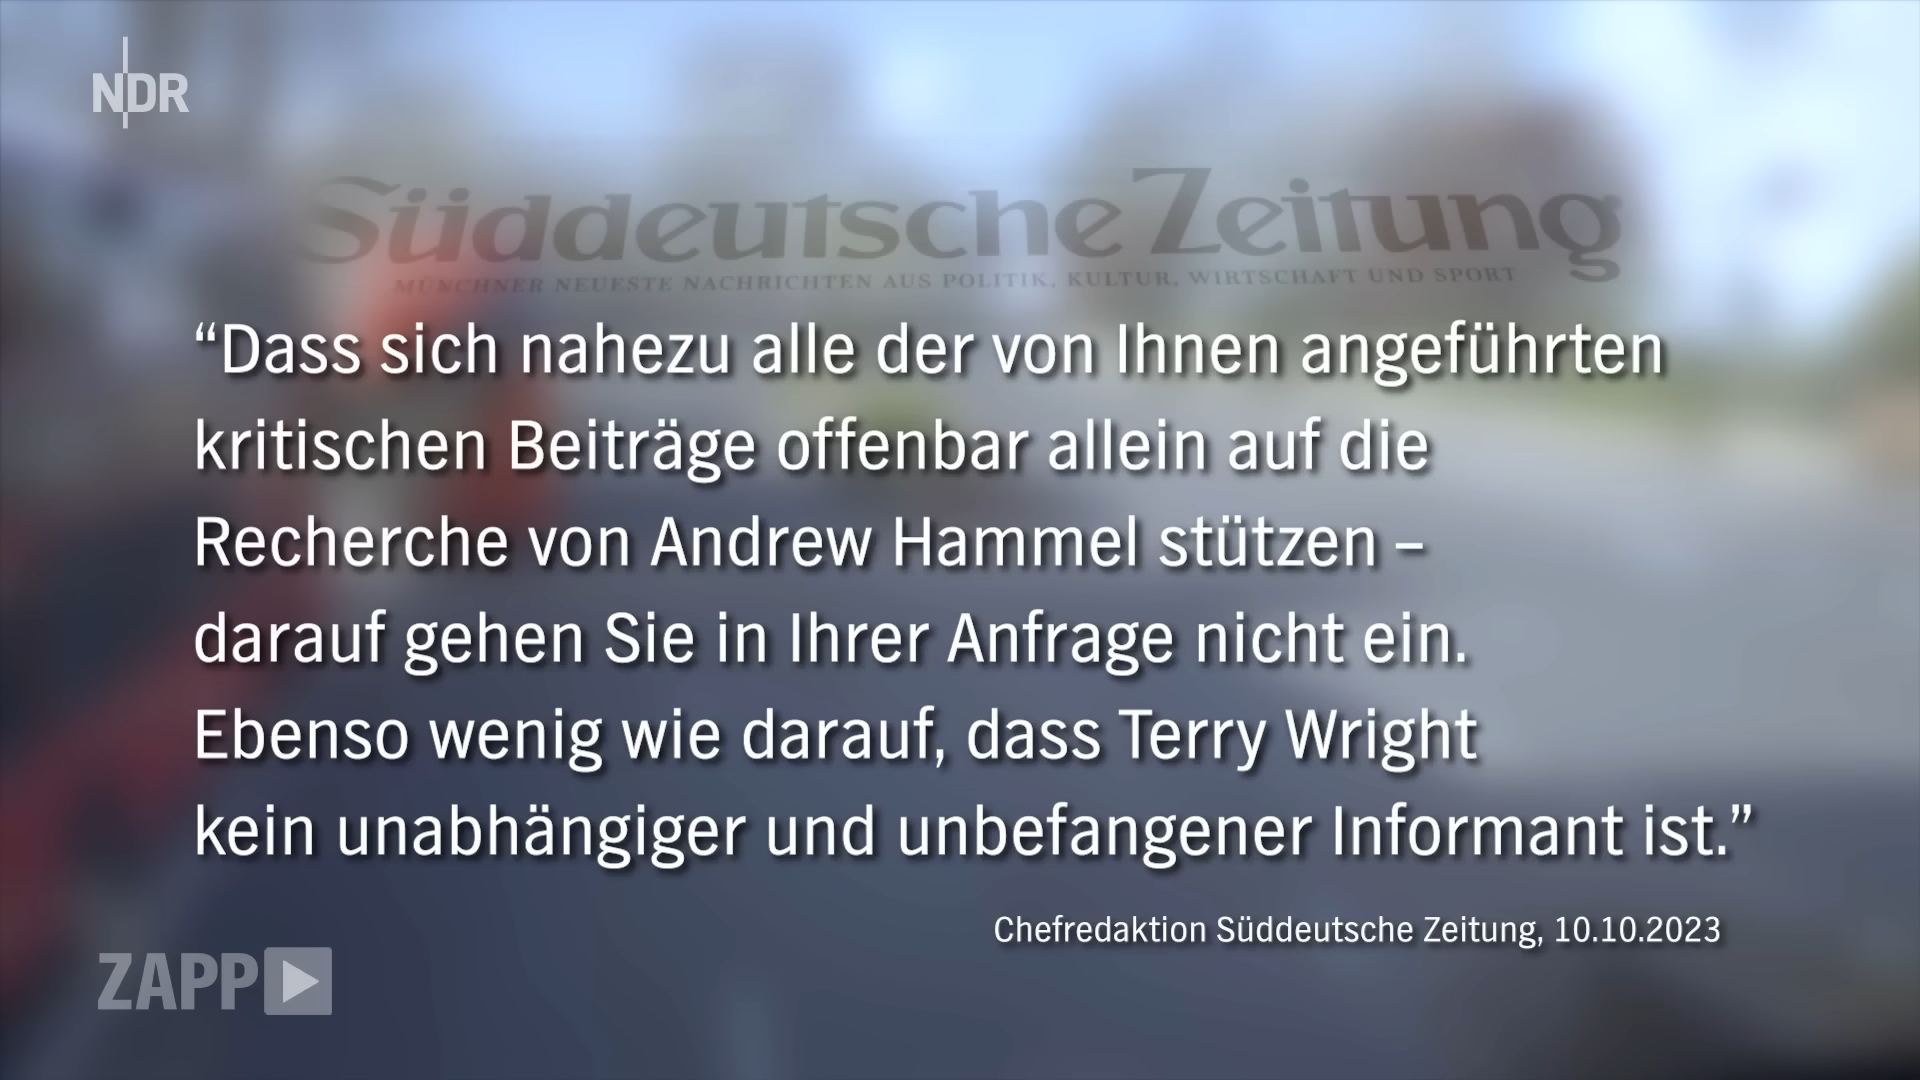 NDR
Süddeutsche Zeitung
MÜNCHNER NEUESTE NACHRICHTEN AUS POLITIK, KULTUR, WIRTSCHAFT UND SPORT
“Dass sich nahezu alle der von Ihnen angeführten
kritischen Beiträge offenbar allein auf die
Recherche von Andrew Hammel stützen –
darauf gehen Sie in Ihrer Anfrage nicht ein.
Ebenso wenig wie darauf, dass Terry Wright
kein unabhängiger und unbefangener Informant ist.”
Chefredaktion Süddeutsche Zeitung, 10.10.2023
ZAPP